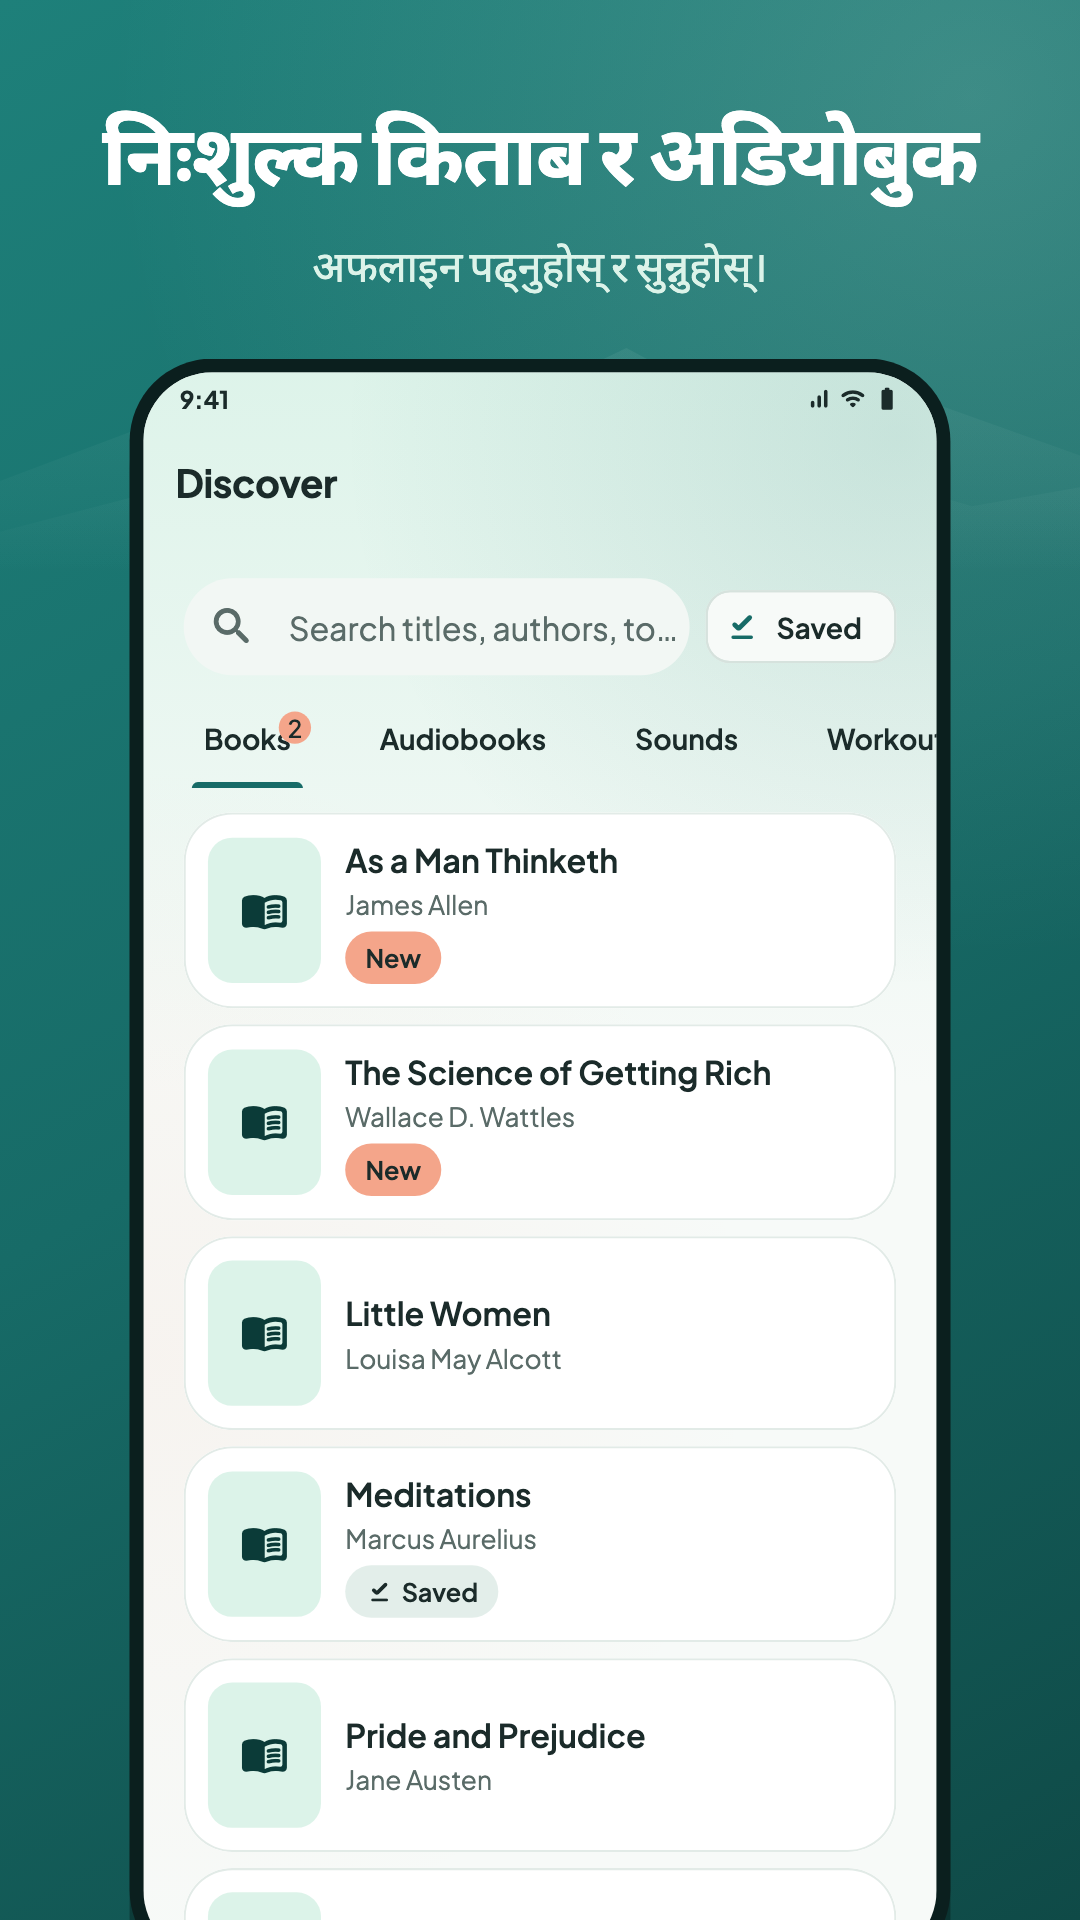 निःशुल्क किताब र अडियोबुक
अफलाइन पढ्नुहोस् र सुन्नुहोस्।
9:41
Discover
Search titles, authors, to...
Saved
Books 2
Audiobooks
Sounds
Workout
As a Man Thinketh
James Allen
New
The Science of Getting Rich
Wallace D. Wattles
New
Little Women
Louisa May Alcott
Meditations
Marcus Aurelius
Saved
Pride and Prejudice
Jane Austen